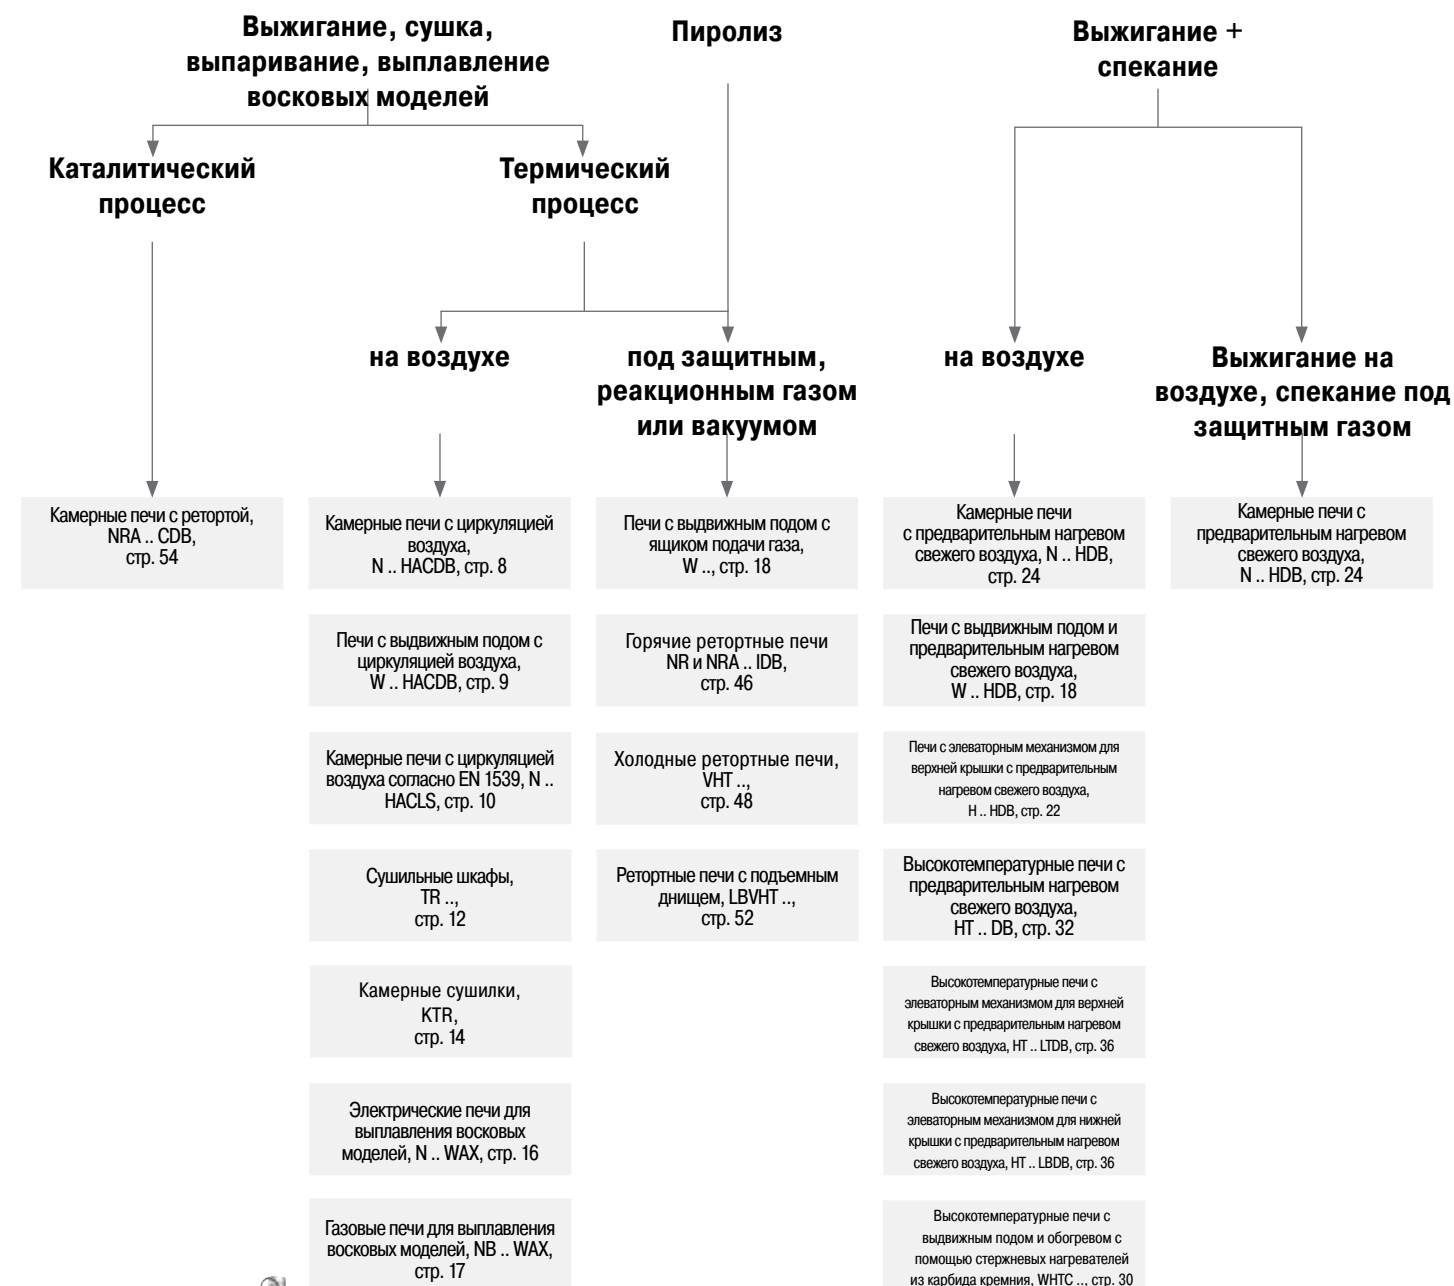 Выжигание, сушка,
выпаривание, выплавление
восковых моделей
Пиролиз
Выжигание +
спекание
Каталитический
процесс
Термический
процесс
на воздухе
под защитным,
реакционным газом
или вакуумом
на воздухе
Выжигание на
воздухе, спекание под
защитным газом
Камерные печи с ретортой,
NRA .. CDB,
стр. 54
Камерные печи с циркуляцией
воздуха,
N .. HACDB, стр. 8
Печи с выдвижным подом с
циркуляцией воздуха,
W .. HACDB, стр. 9
Камерные печи с циркуляцией
воздуха согласно EN 1539, N ..
HACLS, стр. 10
Сушильные шкафы,
TR ..,
стр. 12
Камерные сушилки,
KTR,
стр. 14
Электрические печи для
выплавления восковых
моделей, N .. WAX, стр. 16
Газовые печи для выплавления
восковых моделей, NB .. WAX,
стр. 17
Печи с выдвижным подом с
ящиком подачи газа,
W .., стр. 18
Горячие ретортные печи
NR и NRA .. IDB,
стр. 46
Холодные ретортные печи,
VHT ..,
стр. 48
Ретортные печи с подъемным
днищем, LBVHT ..,
стр. 52
Камерные печи
с предварительным нагревом
свежего воздуха, N .. HDB,
стр. 24
Печи с выдвижным подом и
предварительным нагревом
свежего воздуха,
W .. HDB, стр. 18
Печи с элеваторным механизмом для
верхней крышки с предварительным
нагревом свежего воздуха,
H .. HDB, стр. 22
Высокотемпературные печи с
предварительным нагревом
свежего воздуха,
HT .. DB, стр. 32
Высокотемпературные печи с
элеваторным механизмом для верхней
крышки с предварительным нагревом
свежего воздуха, HT .. LTDB, стр. 36
Высокотемпературные печи с
элеваторным механизмом для нижней
крышки с предварительным нагревом
свежего воздуха, HT .. LBDB, стр. 36
Высокотемпературные печи с
выдвижным подом и обогревом с
помощью стержневых нагревателей
из карбида кремния, WHTC .., стр. 30
Камерные печи с
предварительным нагревом
свежего воздуха,
N .. HDB, стр. 24